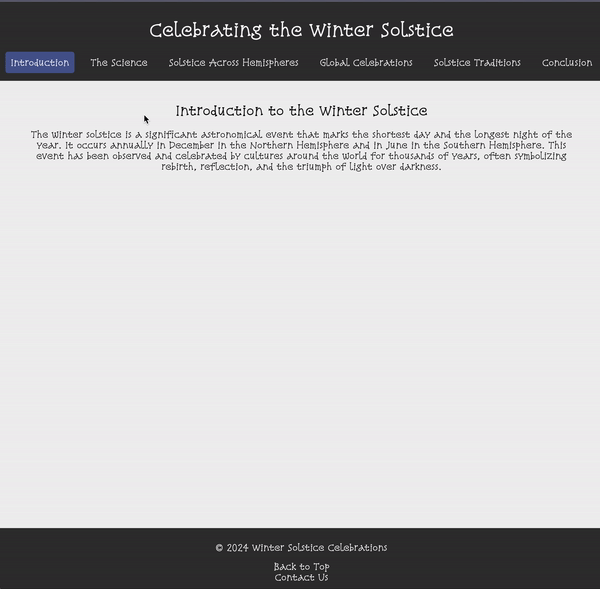 Celebrating the Winter Solstice
Introduction The Science Solstice Across Hemispheres Global Celebrations Solstice Traditions Conclusion
Introduction to the Winter Solstice
The winter solstice is a significant astronomical event that marks the shortest day and the longest night of the
year. It occurs annually in December in the Northern Hemisphere and in June in the Southern Hemisphere. This
event has been observed and celebrated by cultures around the world for thousands of years, often symbolizing
rebirth, reflection, and the triumph of light over darkness.
© 2024 Winter Solstice Celebrations
Back to Top
Contact Us